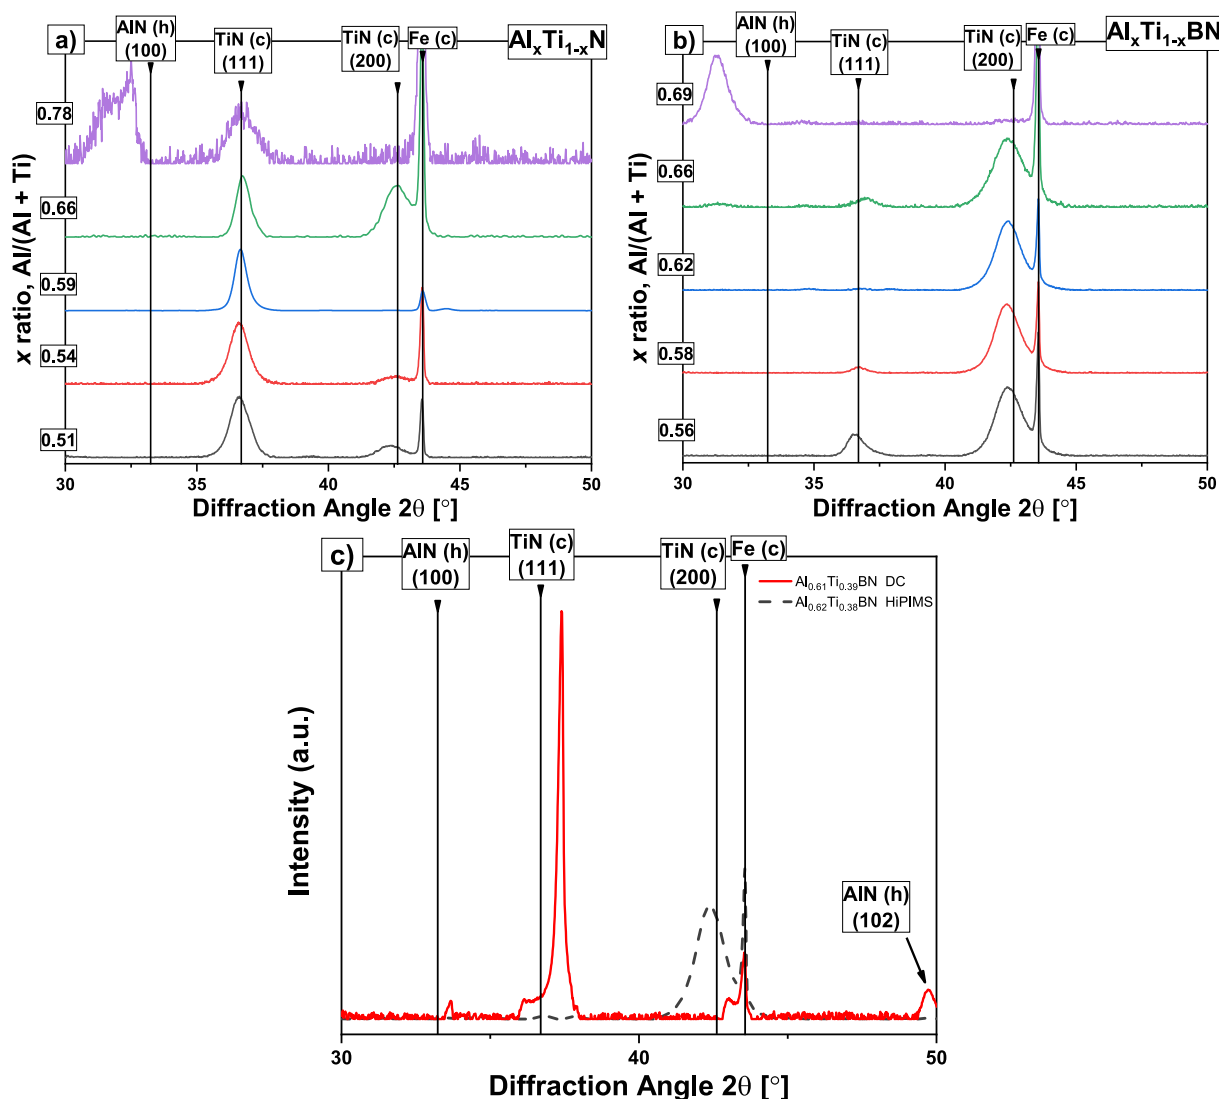 a)
AlN (h)
(100)
TiN (c)
(111)
TiN (c)
(200)
Fe (c)
AlₓTi₁₋ₓN
x ratio, Al/(Al + Ti)
0.78
0.66
0.59
0.54
0.51
30
35
40
45
50
Diffraction Angle 2θ [°]
b)
AlN (h)
(100)
TiN (c)
(111)
TiN (c)
(200)
Fe (c)
AlₓTi₁₋ₓBN
x ratio, Al/(Al + Ti)
0.69
0.66
0.62
0.58
0.56
30
35
40
45
50
Diffraction Angle 2θ [°]
c)
AlN (h)
(100)
TiN (c)
(111)
TiN (c)
(200)
Fe (c)
Al₀.₆₁Ti₀.₃₉BN DC
Al₀.₆₂Ti₀.₃₈BN HiPIMS
AlN (h)
(102)
Intensity (a.u.)
30
40
50
Diffraction Angle 2θ [°]